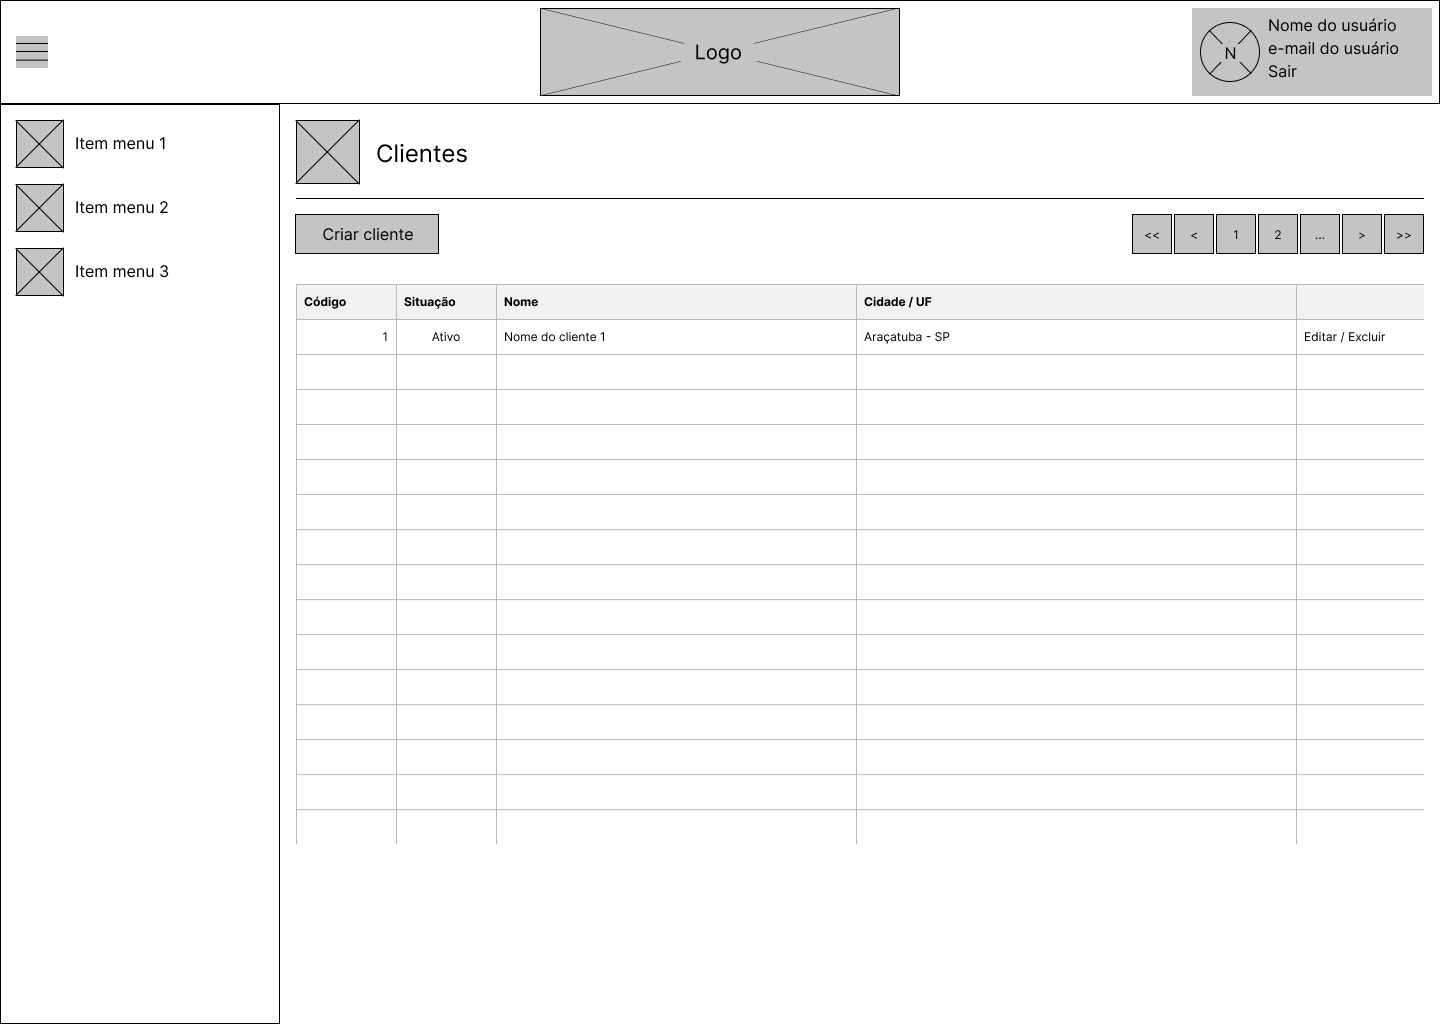 Logo
N
Nome do usuário
e-mail do usuário
Sair
Item menu 1
Item menu 2
Item menu 3
Clientes
Criar cliente
<< < 1 2 ... > >>
Código Situação Nome Cidade / UF
1 Ativo Nome do cliente 1 Araçatuba - SP Editar / Excluir